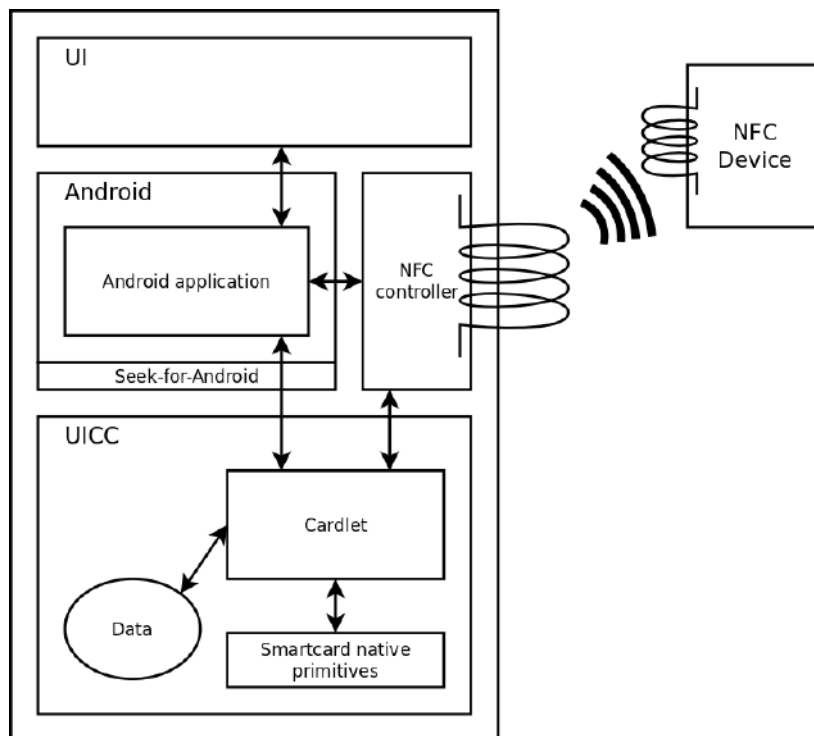 UI
NFC
Device
Android
Android application
NFC
controller
Seek-for-Android
UICC
Cardlet
Data
Smartcard native
primitives